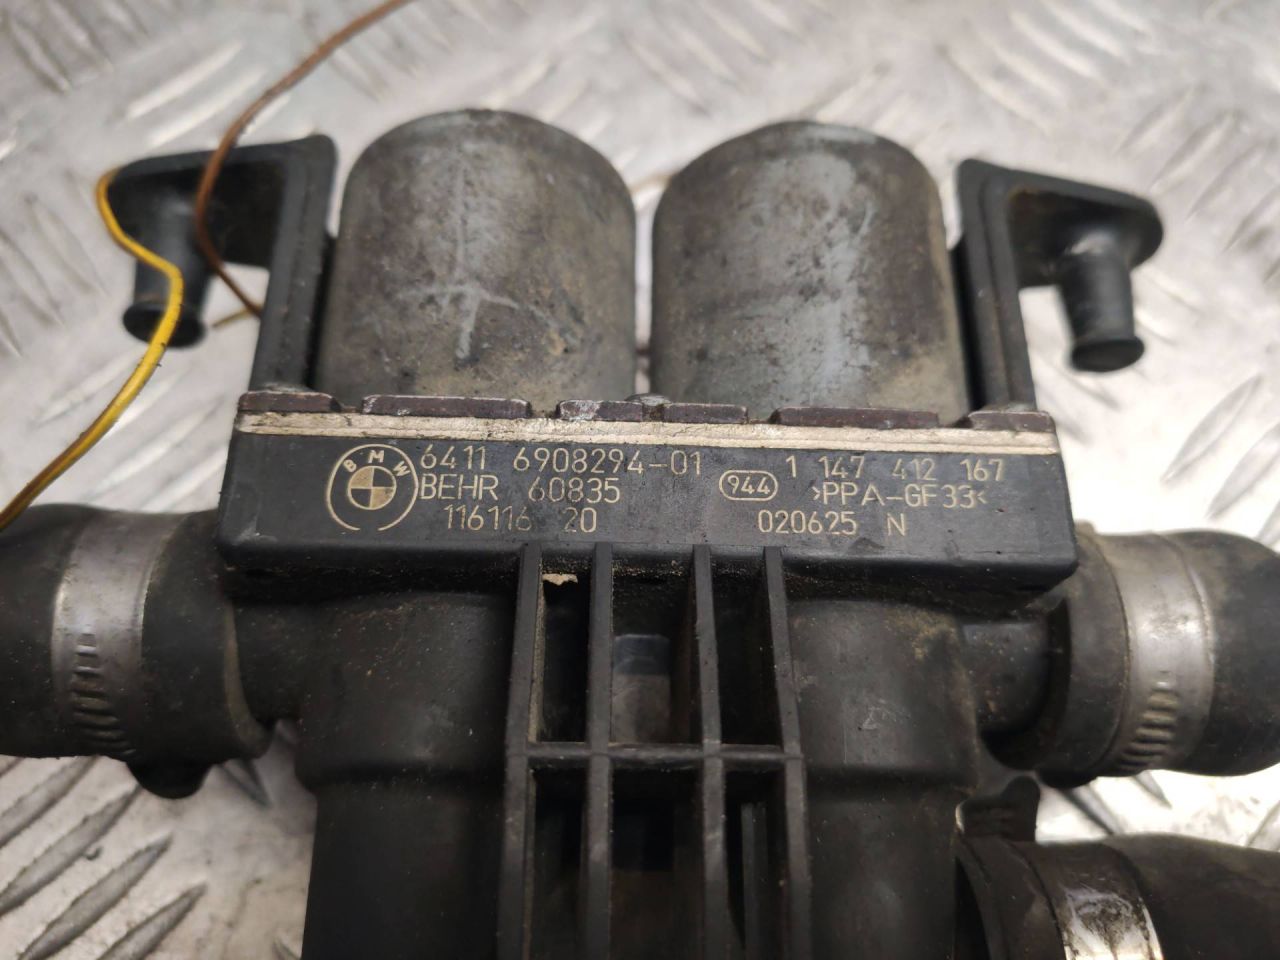 BMW 6411 6908294-01 944 1 147 412 167
BEHR 60835 >PPA-GF33<
116116 20 020625 N